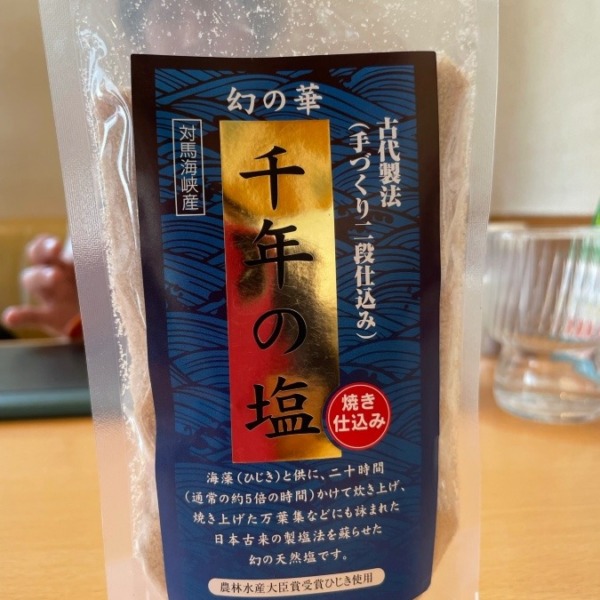 幻の華
千年の塩
古代製法
(手づくり二段仕込み)
対馬海峡産
焼き
仕込み
海藻(ひじき)と供に、二十時間
(通常の約5倍の時間)かけて炊き上げ、
焼き上げた万葉集などにも詠まれた
日本古来の製塩法を蘇らせた
幻の天然塩です。
農林水産大臣賞受賞ひじき使用